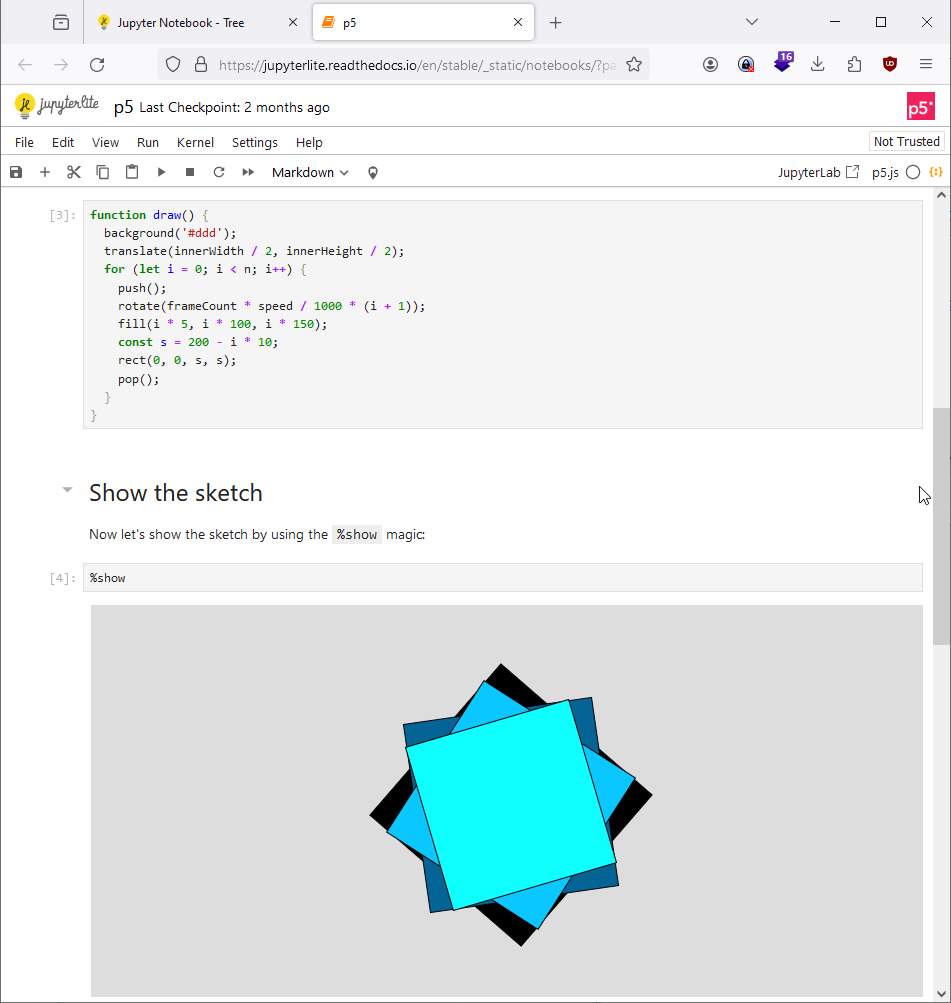 Jupyter Notebook - Tree
p5
https://jupyterlite.readthedocs.io/en/stable/_static/notebooks/?pa
16
jupyterlite
p5 Last Checkpoint: 2 months ago
p5*
File Edit View Run Kernel Settings Help
Not Trusted
Markdown
JupyterLab
p5.js
[3]:
function draw() {
  background('#ddd');
  translate(innerWidth / 2, innerHeight / 2);
  for (let i = 0; i < n; i++) {
    push();
    rotate(frameCount * speed / 1000 * (i + 1));
    fill(i * 5, i * 100, i * 150);
    const s = 200 - i * 10;
    rect(0, 0, s, s);
    pop();
  }
}
Show the sketch
Now let's show the sketch by using the %show magic:
[4]:
%show